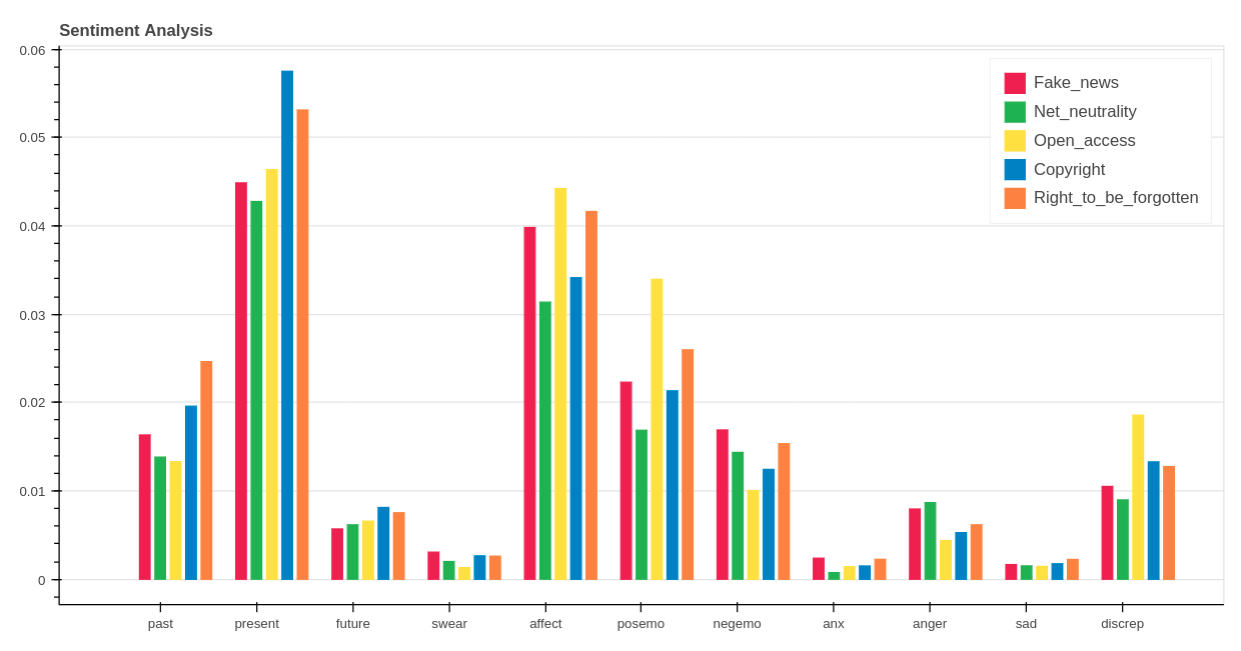 Sentiment Analysis
0.06
0.05
0.04
0.03
0.02
0.01
0
Fake_news
Net_neutrality
Open_access
Copyright
Right_to_be_forgotten
past present future swear affect posemo negemo anx anger sad discrep